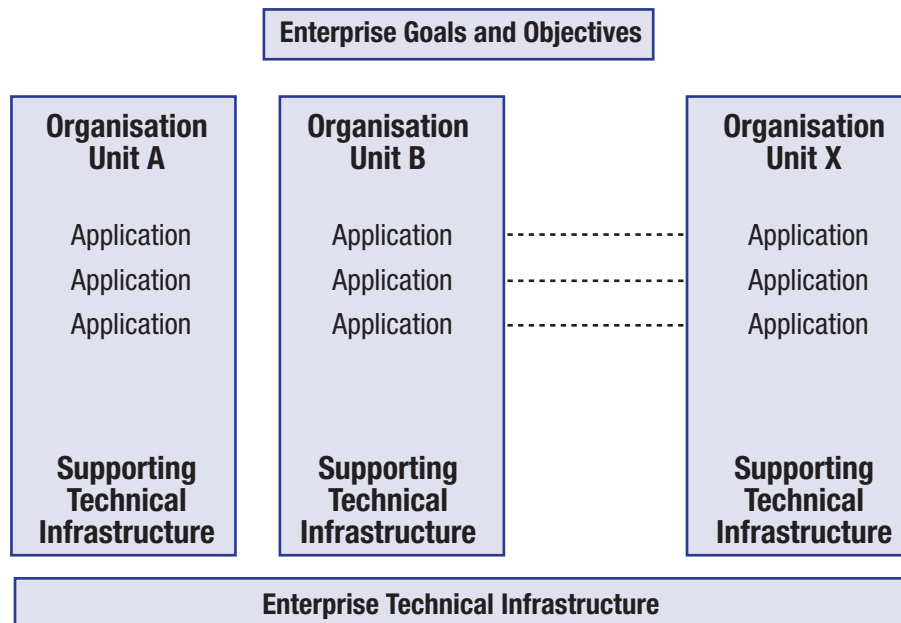 Enterprise Goals and Objectives
Organisation
Unit A
Application
Application
Application
Supporting
Technical
Infrastructure
Organisation
Unit B
Application
Application
Application
Supporting
Technical
Infrastructure
Organisation
Unit X
Application
Application
Application
Supporting
Technical
Infrastructure
Enterprise Technical Infrastructure